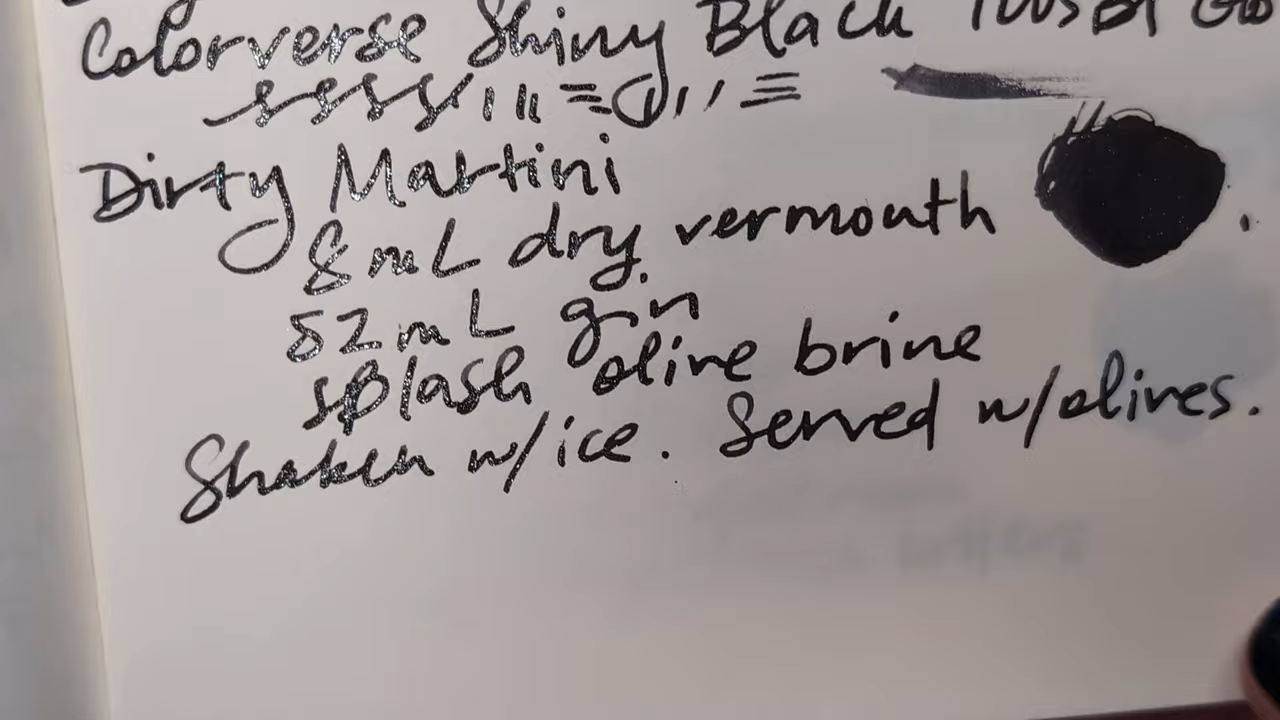 Colorverse Shiny Black
Dirty Martini
8mL dry vermouth
52mL gin
splash olive brine
Shaken w/ice. Served w/olives.